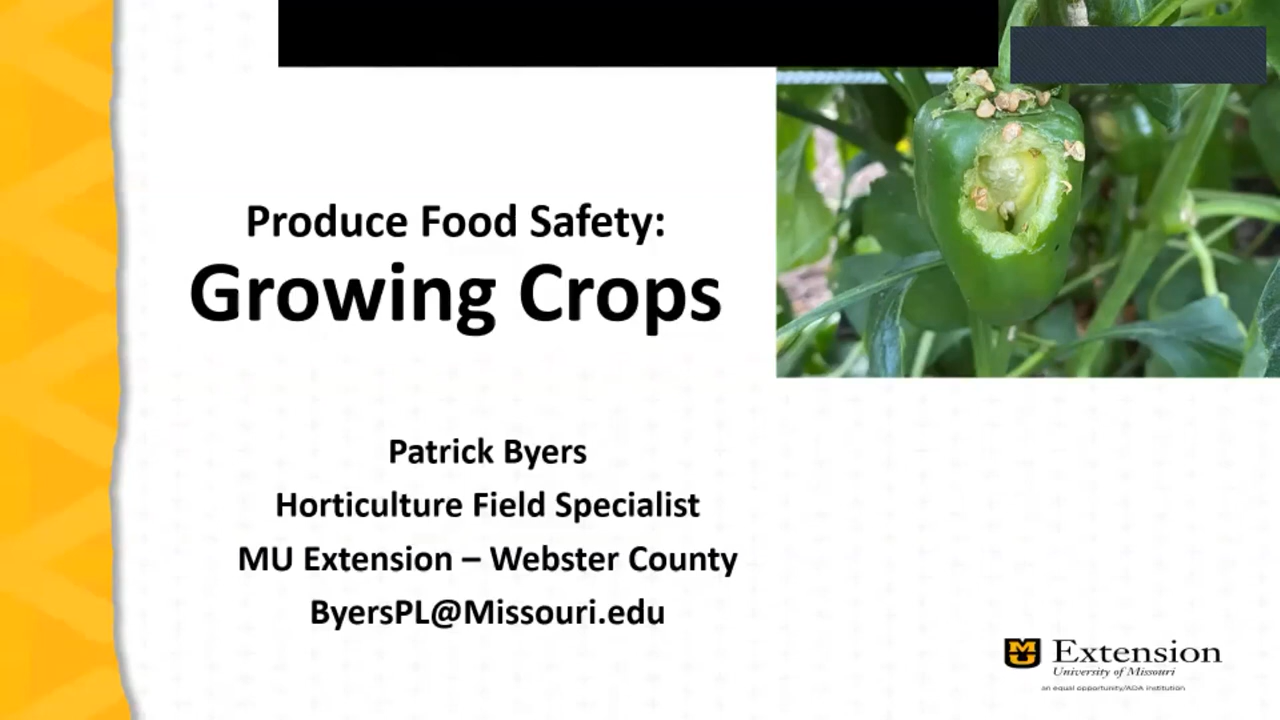 Produce Food Safety:
Growing Crops
Patrick Byers
Horticulture Field Specialist
MU Extension – Webster County
ByersPL@Missouri.edu
Extension
University of Missouri
an equal opportunity/ADA institution